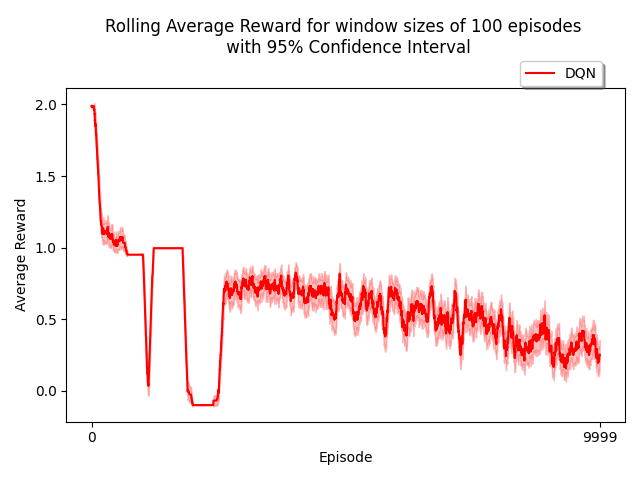 Rolling Average Reward for window sizes of 100 episodes
with 95% Confidence Interval
DQN
2.0
1.5
1.0
0.5
0.0
Average Reward
0
9999
Episode